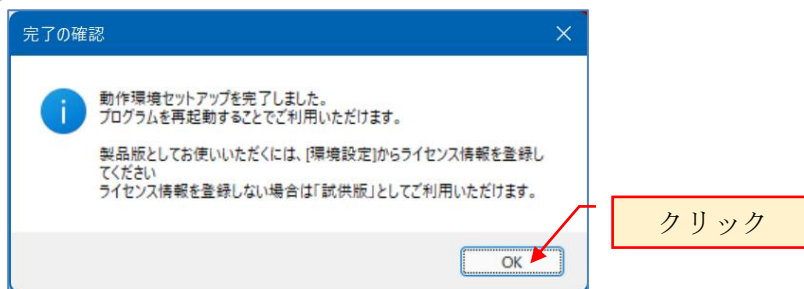 完了の確認
動作環境セットアップを完了しました。
プログラムを再起動することでご利用いただけます。
製品版としてお使いいただくには、[環境設定]からライセンス情報を登録し
てください
ライセンス情報を登録しない場合は「試供版」としてご利用いただけます。
クリック
OK